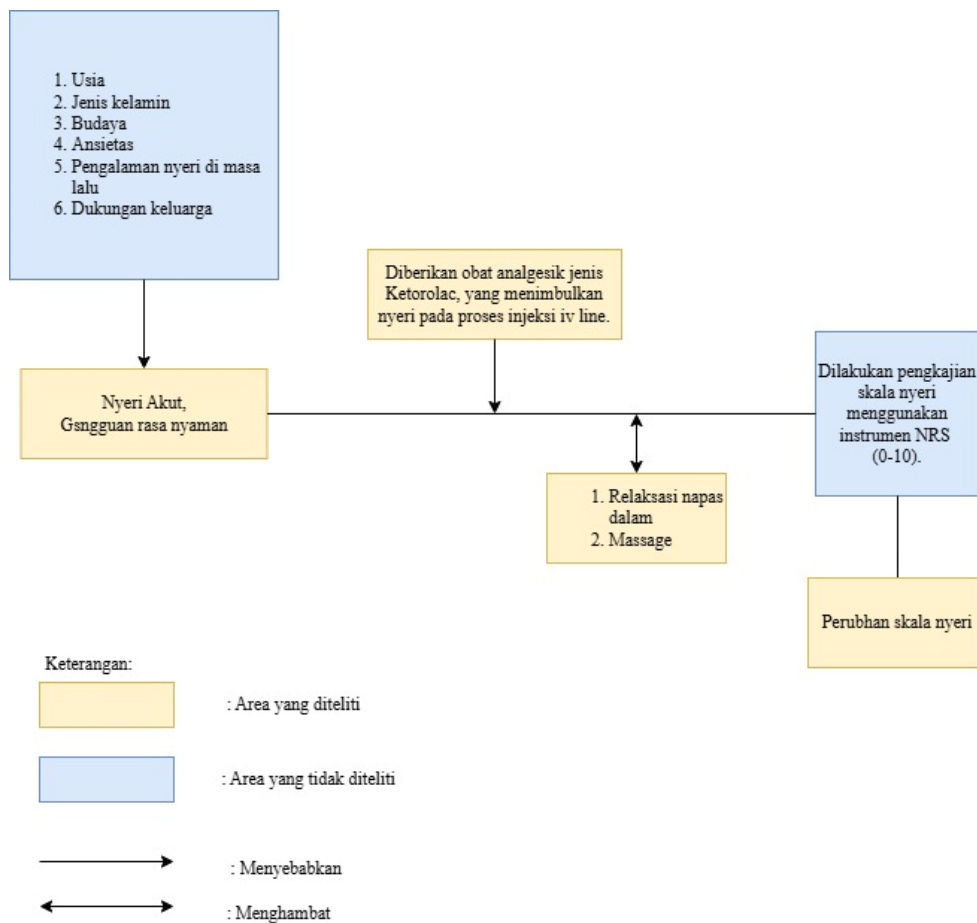 1. Usia
2. Jenis kelamin
3. Budaya
4. Ansietas
5. Pengalaman nyeri di masa
lalu
6. Dukungan keluarga
Diberikan obat analgesik jenis
Ketorolac, yang menimbulkan
nyeri pada proses injeksi iv line.
Nyeri Akut,
Gsngguan rasa nyaman
Dilakukan pengkajian
skala nyeri
menggunakan
instrumen NRS
(0-10).
1. Relaksasi napas
dalam
2. Massage
Perubhan skala nyeri
Keterangan:
: Area yang diteliti
: Area yang tidak diteliti
: Menyebabkan
: Menghambat